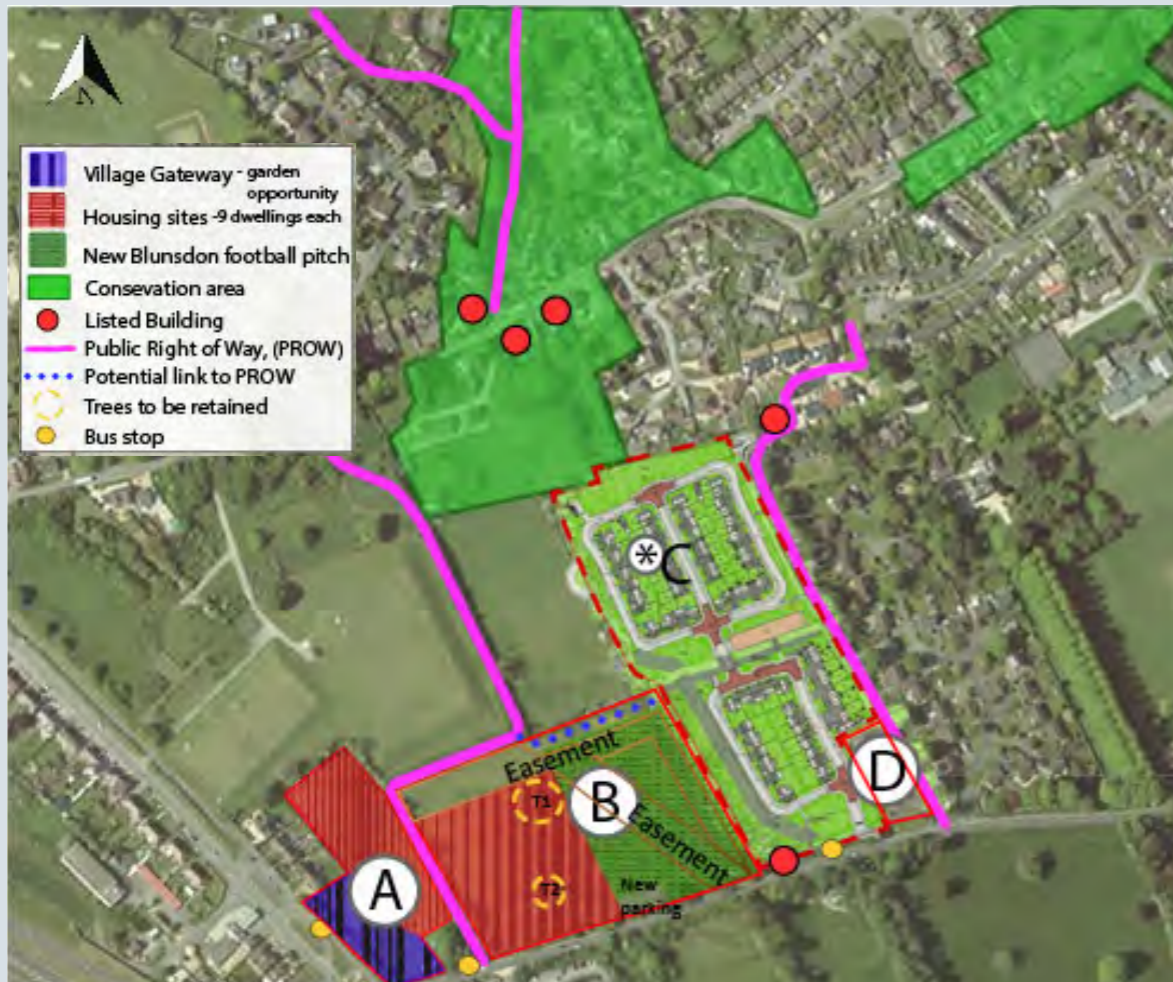 N
Village Gateway - garden
opportunity
Housing sites -9 dwellings each
New Blunsdon football pitch
Consevation area
Listed Building
Public Right of Way, (PROW)
Potential link to PROW
Trees to be retained
Bus stop
*C
D
Easement
B
T1
Easement
A
T2
New
parking